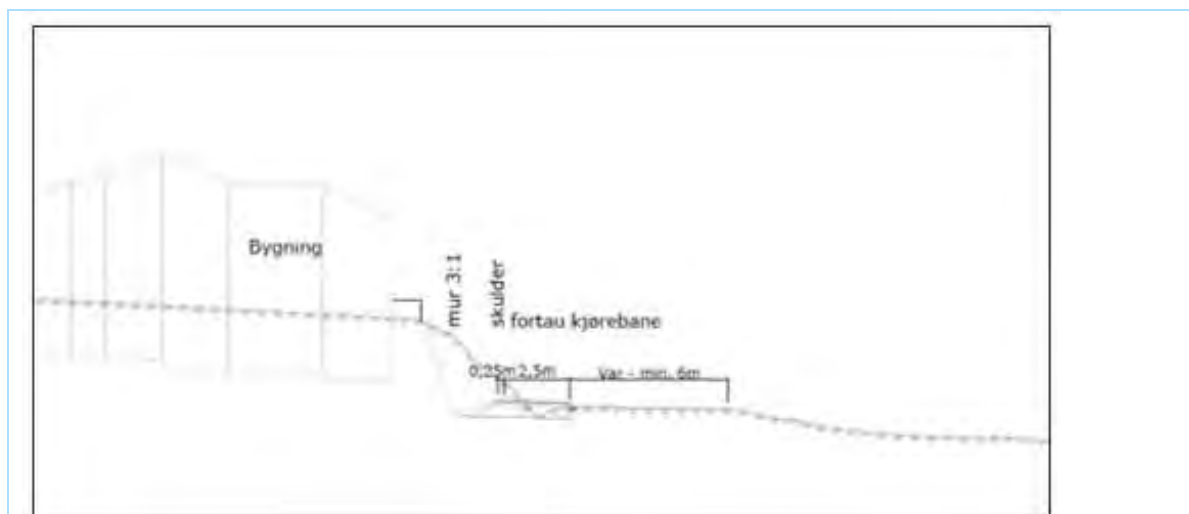 Bygning
mur 3:1
skulder
fortau kjørebane
0,25m 2,5m Var - min. 6m